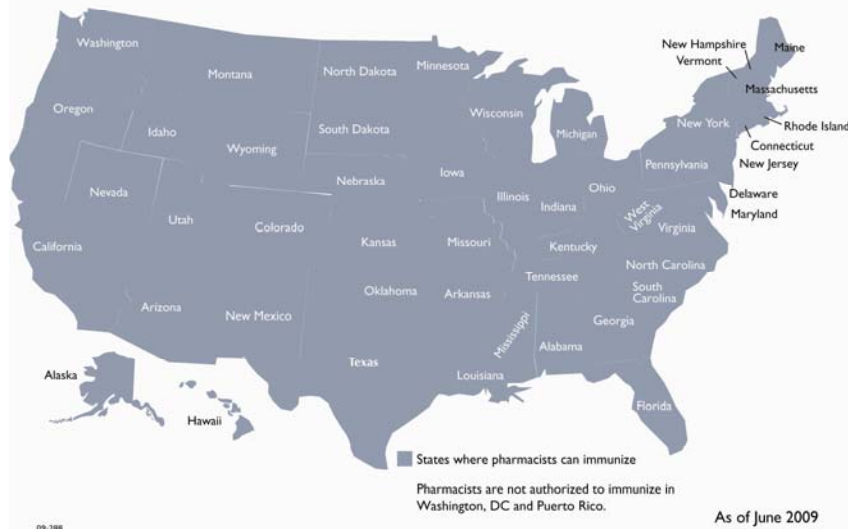 Washington
Montana
North Dakota
Minnesota
New Hampshire
Vermont
Maine
Massachusetts
Oregon
Idaho
Wyoming
South Dakota
Wisconsin
Michigan
New York
Rhode Island
Connecticut
Nevada
Utah
Colorado
Nebraska
Iowa
Illinois
Indiana
Ohio
Pennsylvania
New Jersey
Delaware
Maryland
West
Virginia
Virginia
California
Kansas
Missouri
Kentucky
North Carolina
Tennessee
South
Carolina
Arizona
New Mexico
Oklahoma
Arkansas
Mississippi
Alabama
Georgia
Texas
Louisiana
Florida
Alaska
Hawaii
States where pharmacists can immunize
Pharmacists are not authorized to immunize in
Washington, DC and Puerto Rico.
As of June 2009